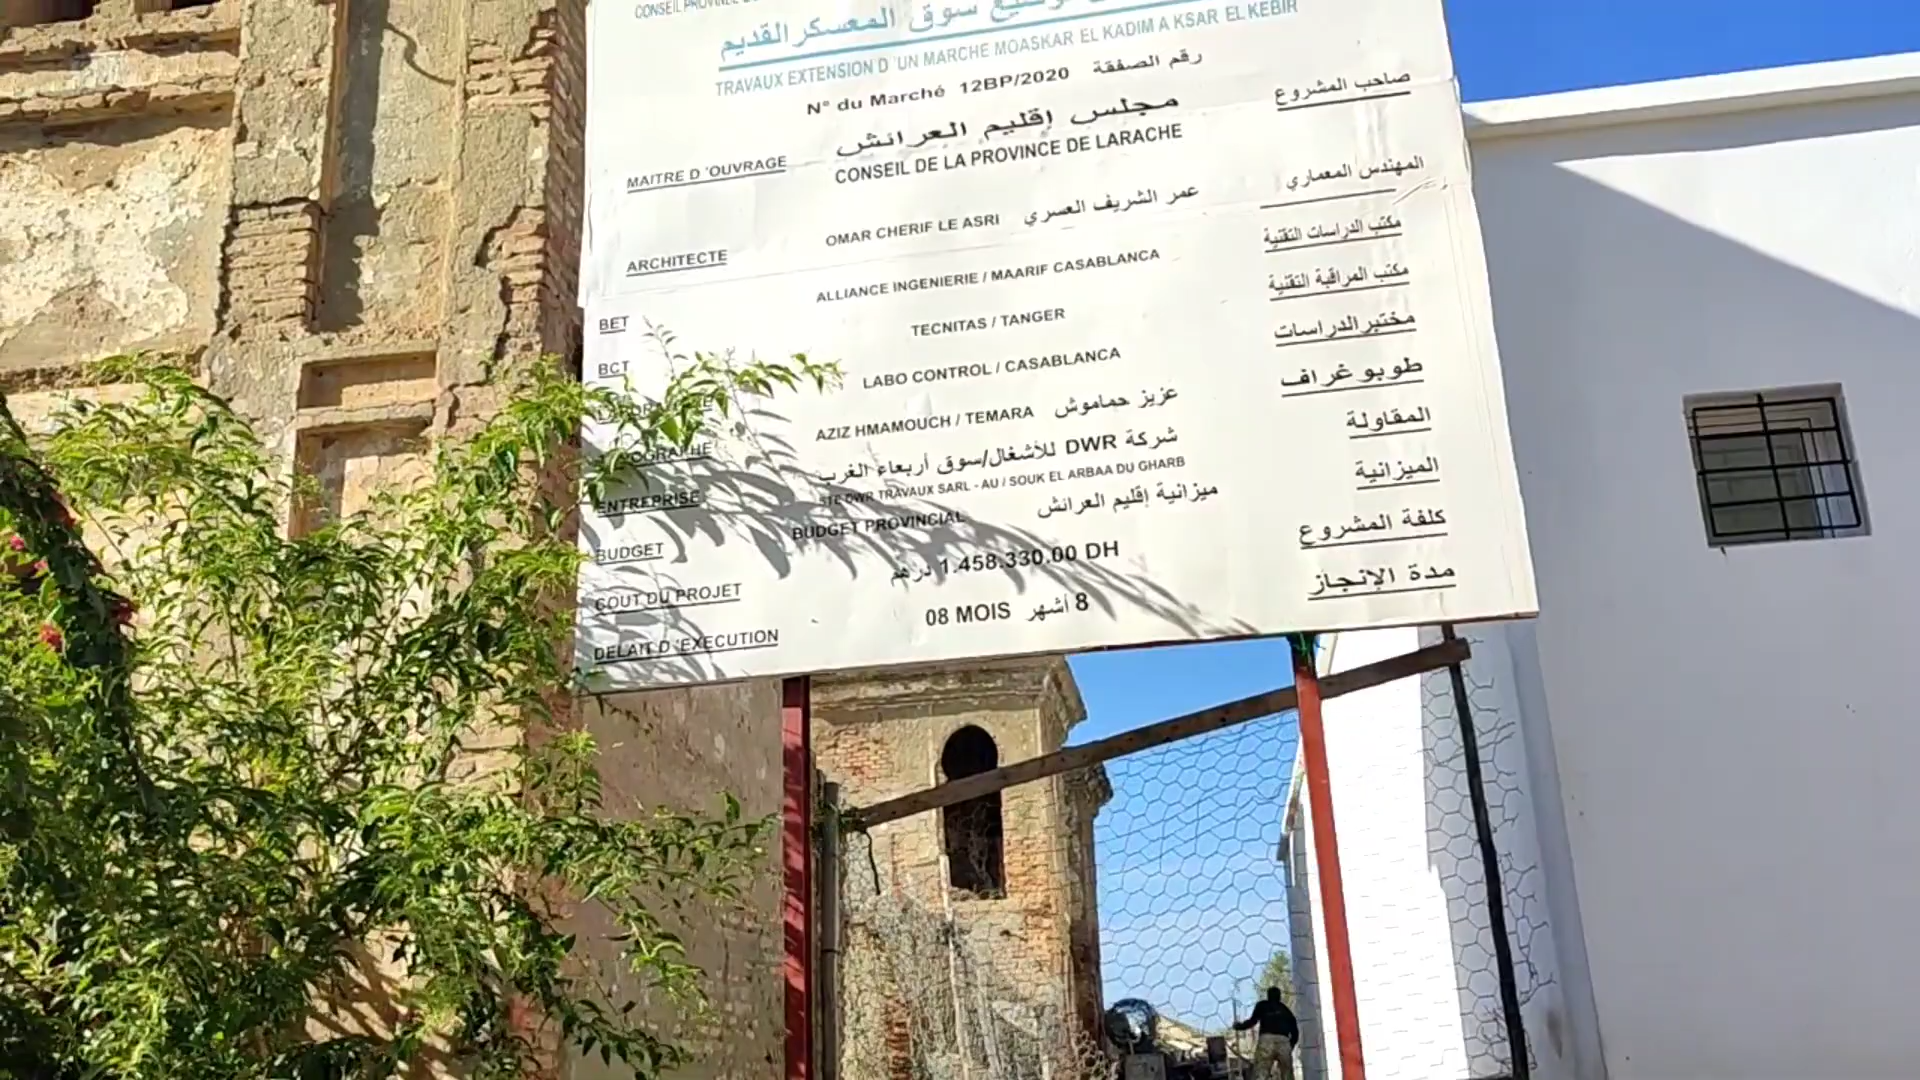 CONSEIL
توسيع سوق المعسكر القديم
TRAVAUX EXTENSION D 'UN MARCHE MOASKAR EL KADIM A KSAR EL KEBIR
N° du Marché 12BP/2020 رقم الصفقة
مجلس إقليم العرائش صاحب المشروع
MAITRE D 'OUVRAGE CONSEIL DE LA PROVINCE DE LARACHE
ARCHITECTE OMAR CHERIF LE ASRI عمر الشريف العسري المهندس المعماري
BET ALLIANCE INGENIERIE / MAARIF CASABLANCA مكتب الدراسات التقنية
BCT TECNITAS / TANGER مكتب المراقبة التقنية
LABO CONTROL / CASABLANCA مختبر الدراسات
AZIZ HMAMOUCH / TEMARA عزيز حماموش طوبوغراف
شركة DWR للأشغال/سوق أربعاء الغرب المقاولة
ENTREPRISE STE DWR TRAVAUX SARL - AU / SOUK EL ARBAA DU GHARB
BUDGET BUDGET PROVINCIAL ميزانية إقليم العرائش الميزانية
COUT DU PROJET 1.458.330.00 DH درهم كلفة المشروع
DELAIT D 'EXECUTION 08 MOIS 8 أشهر مدة الإنجاز